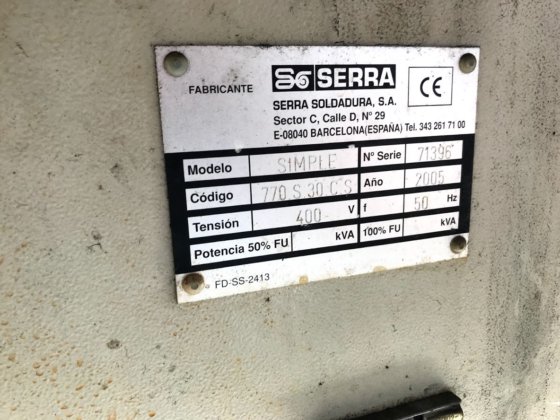 FABRICANTE SERRA CE
SERRA SOLDADURA, S.A.
Sector C, Calle D, N° 29
E-08040 BARCELONA(ESPAÑA) Tel. 343 261 71 00
Modelo SIMPLE N° Serie 71396
Código 770 S 30 C S Año 2005
Tensión 400 V f 50 Hz
Potencia 50% FU kVA 100% FU kVA
FD-SS-2413